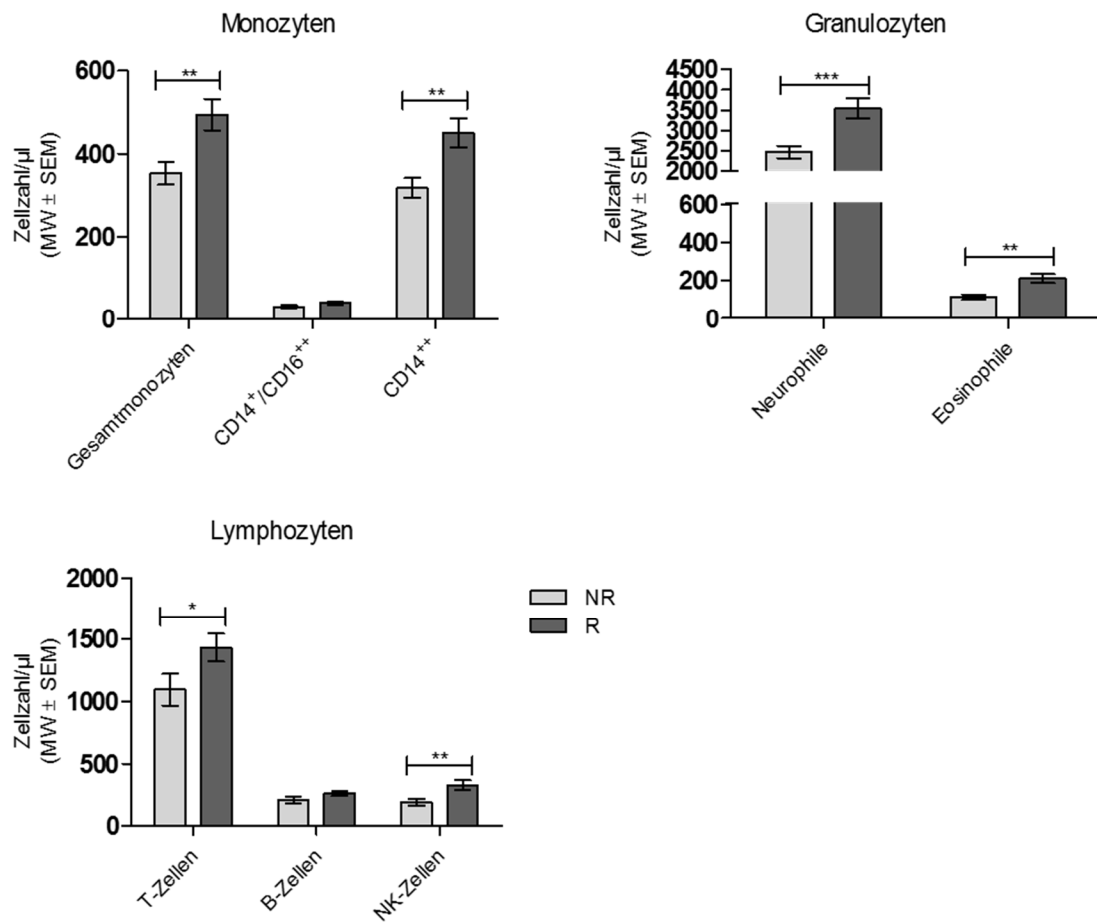 Monozyten
Zellzahl/µl
(MW ± SEM)
600
400
200
0
**
**
Gesamtmonozyten
CD14⁺/CD16⁺⁺
CD14⁺⁺
Granulozyten
Zellzahl/µl
(MW ± SEM)
4500
4000
3500
3000
2500
2000
600
400
200
0
***
**
Neurophile
Eosinophile
Lymphozyten
Zellzahl/µl
(MW ± SEM)
2000
1500
1000
500
0
*
**
T-Zellen
B-Zellen
NK-Zellen
NR
R